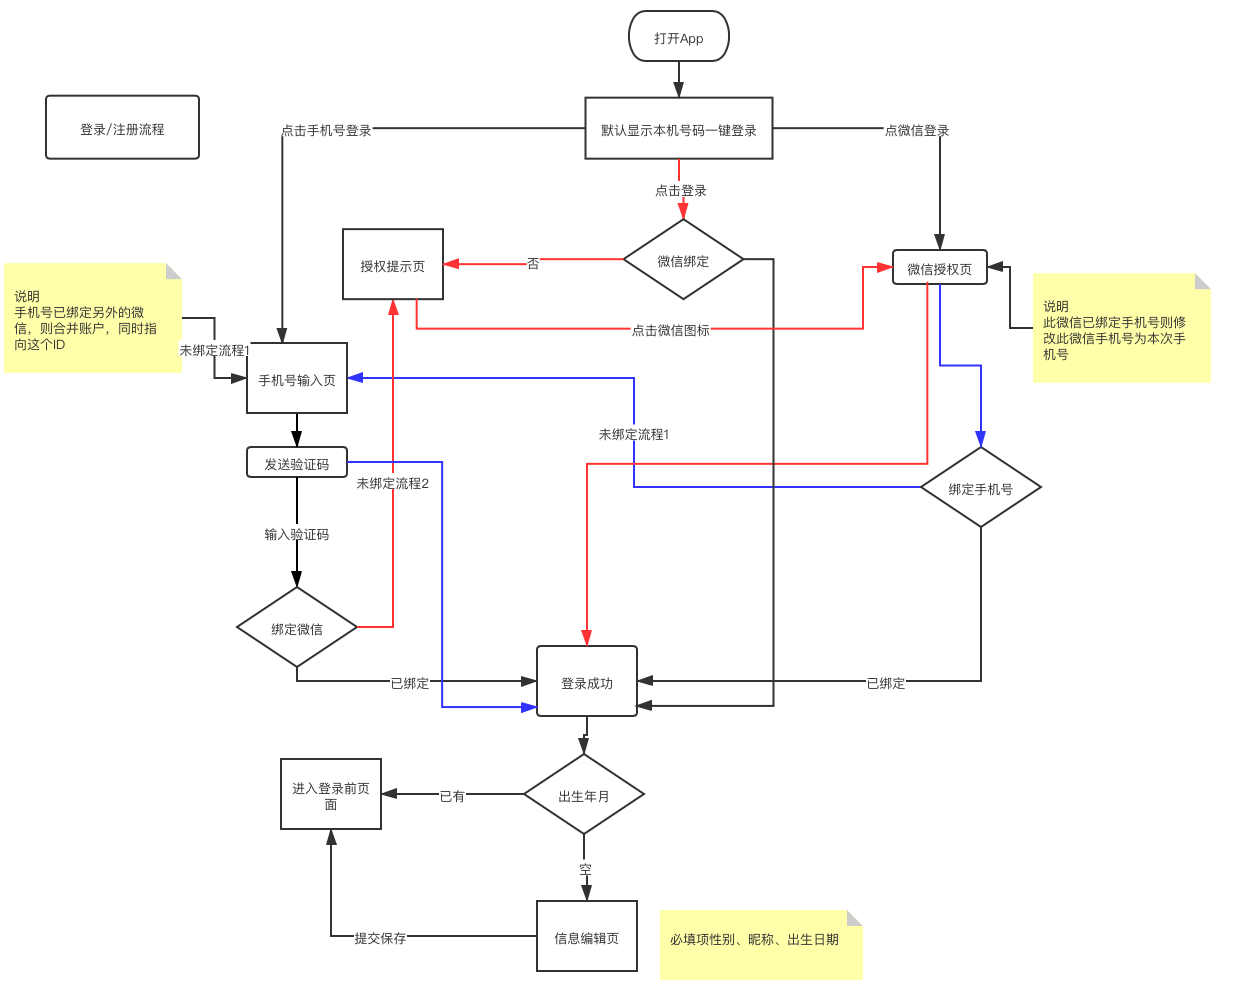 打开App
登录/注册流程
点击手机号登录
默认显示本机号码一键登录
点微信登录
点击登录
授权提示页
否
微信绑定
微信授权页
说明
手机号已绑定另外的微
信，则合并账户，同时指
向这个ID
说明
此微信已绑定手机号则修
改此微信手机号为本次手
机号
点击微信图标
未绑定流程1
手机号输入页
未绑定流程1
发送验证码
未绑定流程2
绑定手机号
输入验证码
绑定微信
已绑定
登录成功
已绑定
进入登录前页
面
已有
出生年月
空
提交保存
信息编辑页
必填项性别、昵称、出生日期